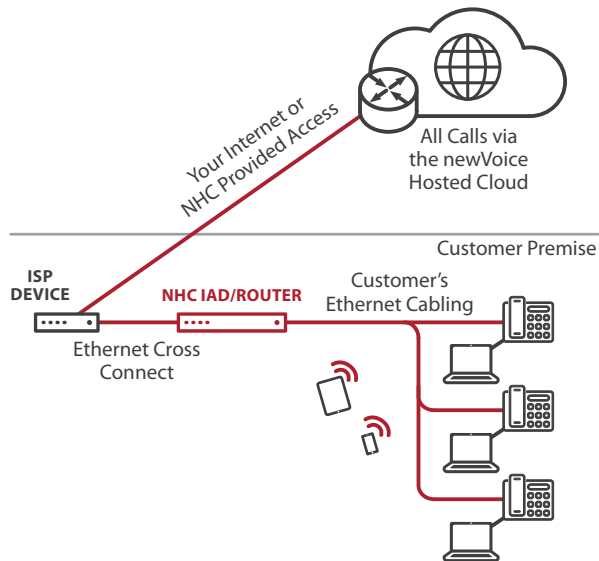 Your Internet or
NHC Provided Access
All Calls via
the newVoice
Hosted Cloud
Customer Premise
ISP
DEVICE
NHC IAD/ROUTER
Customer's
Ethernet Cabling
Ethernet Cross
Connect